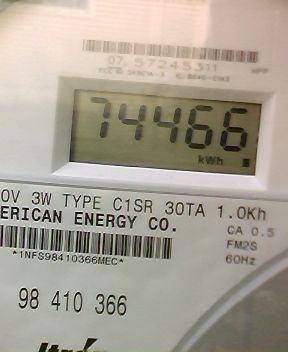 07 57245311
74466
kWh
0V 3W TYPE C1SR 30TA 1.0Kh
ERICAN ENERGY CO.
CA 0.5
FM2S
60Hz
*1NFS98410366MEC*
98 410 366
Itrón